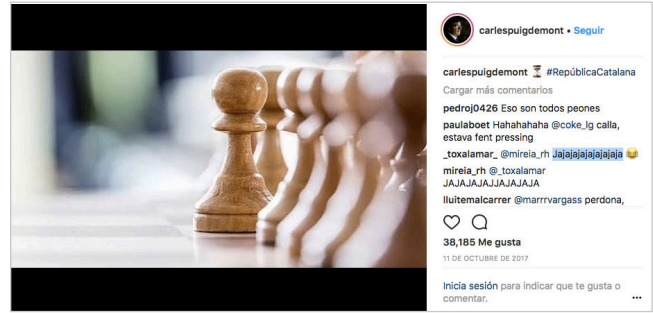 carlespuigdemont • Seguir
carlespuigdemont ⏳ #RepúblicaCatalana
Cargar más comentarios
pedroj0426 Eso son todos peones
paulaboet Hahahahaha @coke_lg calla,
estava fent pressing
_toxalamar_ @mireia_rh Jajajajajajajajaja 😂
mireia_rh @_toxalamar
JAJAJAJAJJAJAJAJA
lluitemalcarrer @marrrvargass perdona,
38,185 Me gusta
11 DE OCTUBRE DE 2017
Inicia sesión para indicar que te gusta o
comentar.